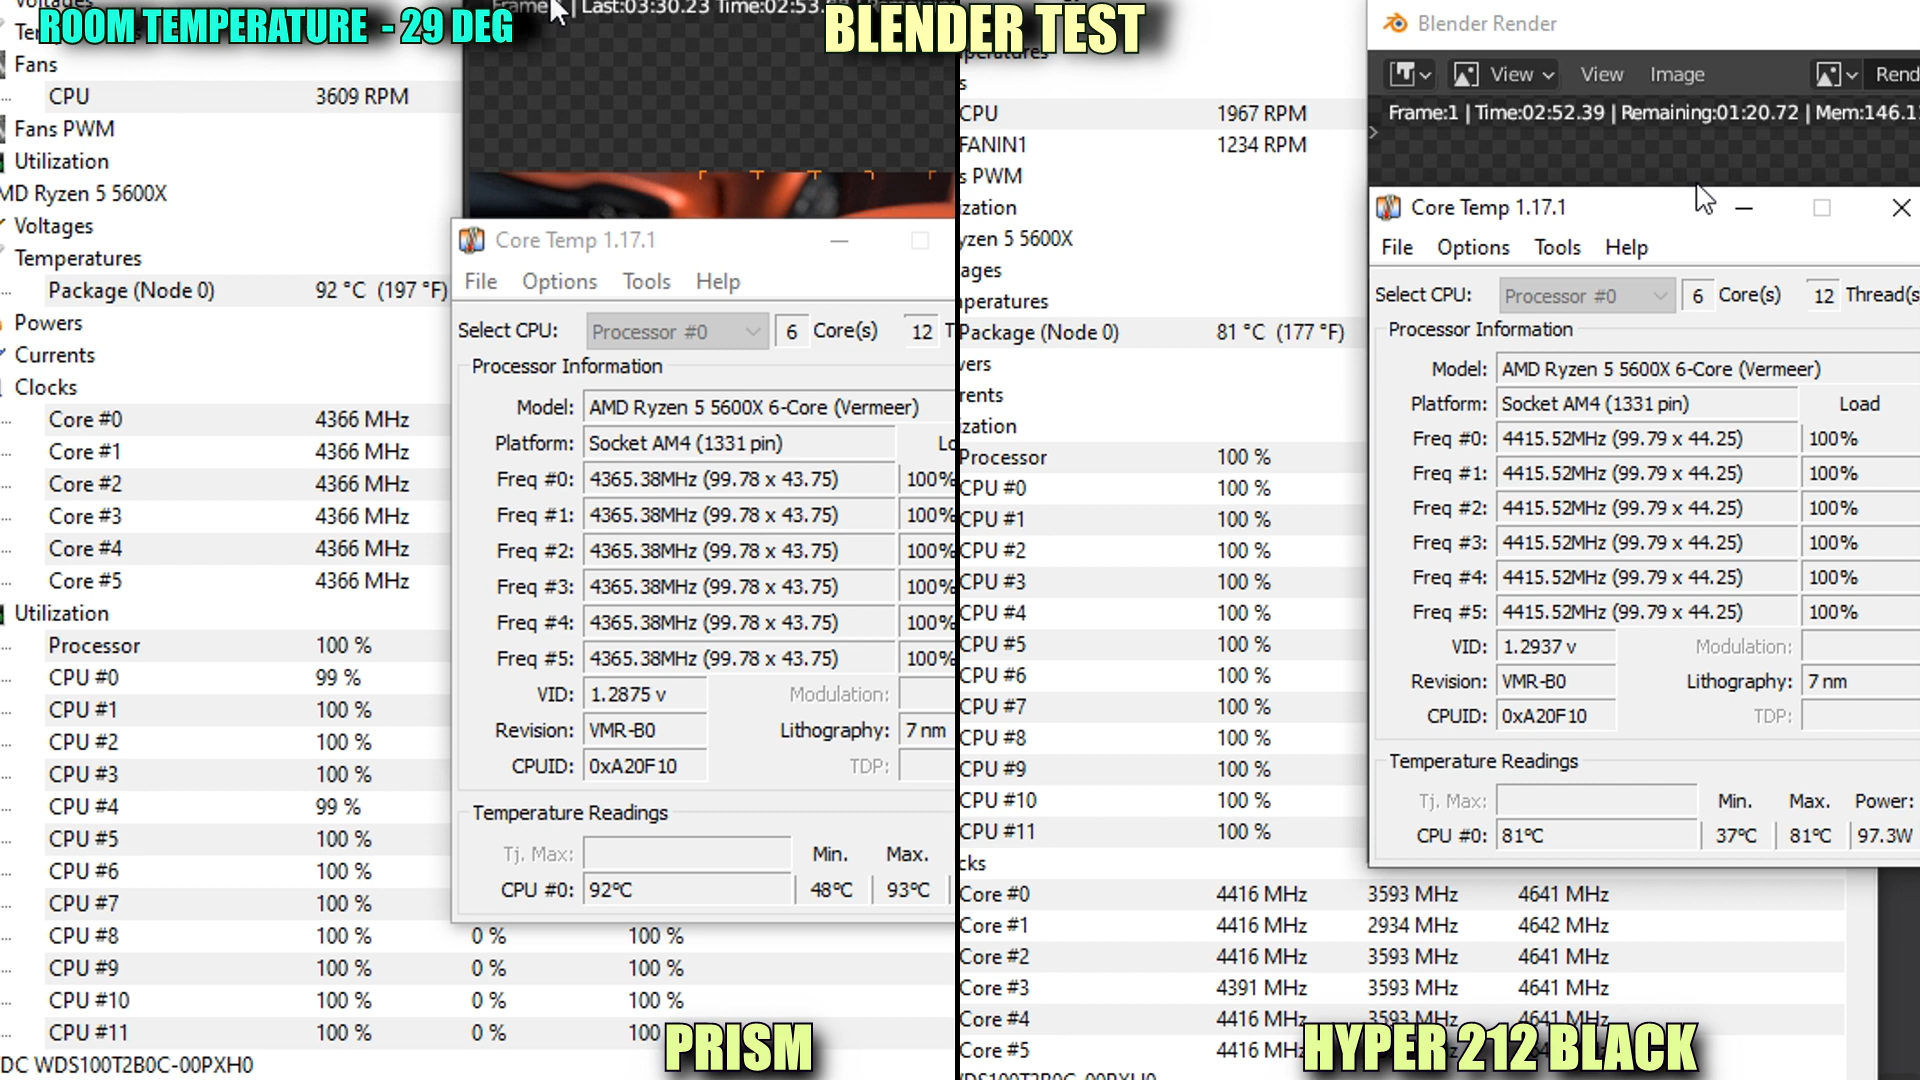 Voltages
ROOM TEMPERATURE - 29 DEG
Fans
CPU 3609 RPM
Fans PWM
Utilization
MD Ryzen 5 5600X
Voltages
Temperatures
Package (Node 0) 92 °C (197 °F)
Powers
Currents
Clocks
Core #0 4366 MHz
Core #1 4366 MHz
Core #2 4366 MHz
Core #3 4366 MHz
Core #4 4366 MHz
Core #5 4366 MHz
Utilization
Processor 100 %
CPU #0 99 %
CPU #1 100 %
CPU #2 100 %
CPU #3 100 %
CPU #4 99 %
CPU #5 100 %
CPU #6 100 %
CPU #7 100 %
CPU #8 100 % 0 % 100 %
CPU #9 100 % 0 % 100 %
CPU #10 100 % 0 % 100 %
CPU #11 100 % 0 % 100
DC WDS100T2B0C-00PXH0
Frame | Last:03:30.23 Time:02:53.
Core Temp 1.17.1
File Options Tools Help
Select CPU: Processor #0 6 Core(s) 12 T
Processor Information
Model: AMD Ryzen 5 5600X 6-Core (Vermeer)
Platform: Socket AM4 (1331 pin) Lo
Freq #0: 4365.38MHz (99.78 x 43.75) 100%
Freq #1: 4365.38MHz (99.78 x 43.75) 100%
Freq #2: 4365.38MHz (99.78 x 43.75) 100%
Freq #3: 4365.38MHz (99.78 x 43.75) 100%
Freq #4: 4365.38MHz (99.78 x 43.75) 100%
Freq #5: 4365.38MHz (99.78 x 43.75) 100%
VID: 1.2875 v Modulation:
Revision: VMR-B0 Lithography: 7 nm
CPUID: 0xA20F10 TDP:
Temperature Readings
Tj. Max: Min. Max.
CPU #0: 92°C 48°C 93°C
PRISM
BLENDER TEST
peratures
s
CPU 1967 RPM
FANIN1 1234 RPM
s PWM
zation
yzen 5 5600X
ages
peratures
Package (Node 0) 81 °C (177 °F)
vers
rents
zation
Processor 100 %
CPU #0 100 %
CPU #1 100 %
CPU #2 100 %
CPU #3 100 %
CPU #4 100 %
CPU #5 100 %
CPU #6 100 %
CPU #7 100 %
CPU #8 100 %
CPU #9 100 %
CPU #10 100 %
CPU #11 100 %
cks
Core #0 4416 MHz 3593 MHz 4641 MHz
Core #1 4416 MHz 2934 MHz 4642 MHz
Core #2 4416 MHz 3593 MHz 4641 MHz
Core #3 4391 MHz 3593 MHz 4641 MHz
Core #4 4416 MHz 3593 MHz 4641 MHz
Core #5 4416 MHz
Blender Render
View View Image Rend
Frame:1 | Time:02:52.39 | Remaining:01:20.72 | Mem:146.1
Core Temp 1.17.1
File Options Tools Help
Select CPU: Processor #0 6 Core(s) 12 Thread(s
Processor Information
Model: AMD Ryzen 5 5600X 6-Core (Vermeer)
Platform: Socket AM4 (1331 pin) Load
Freq #0: 4415.52MHz (99.79 x 44.25) 100%
Freq #1: 4415.52MHz (99.79 x 44.25) 100%
Freq #2: 4415.52MHz (99.79 x 44.25) 100%
Freq #3: 4415.52MHz (99.79 x 44.25) 100%
Freq #4: 4415.52MHz (99.79 x 44.25) 100%
Freq #5: 4415.52MHz (99.79 x 44.25) 100%
VID: 1.2937 v Modulation:
Revision: VMR-B0 Lithography: 7 nm
CPUID: 0xA20F10 TDP:
Temperature Readings
Tj. Max: Min. Max. Power:
CPU #0: 81°C 37°C 81°C 97.3W
HYPER 212 BLACK